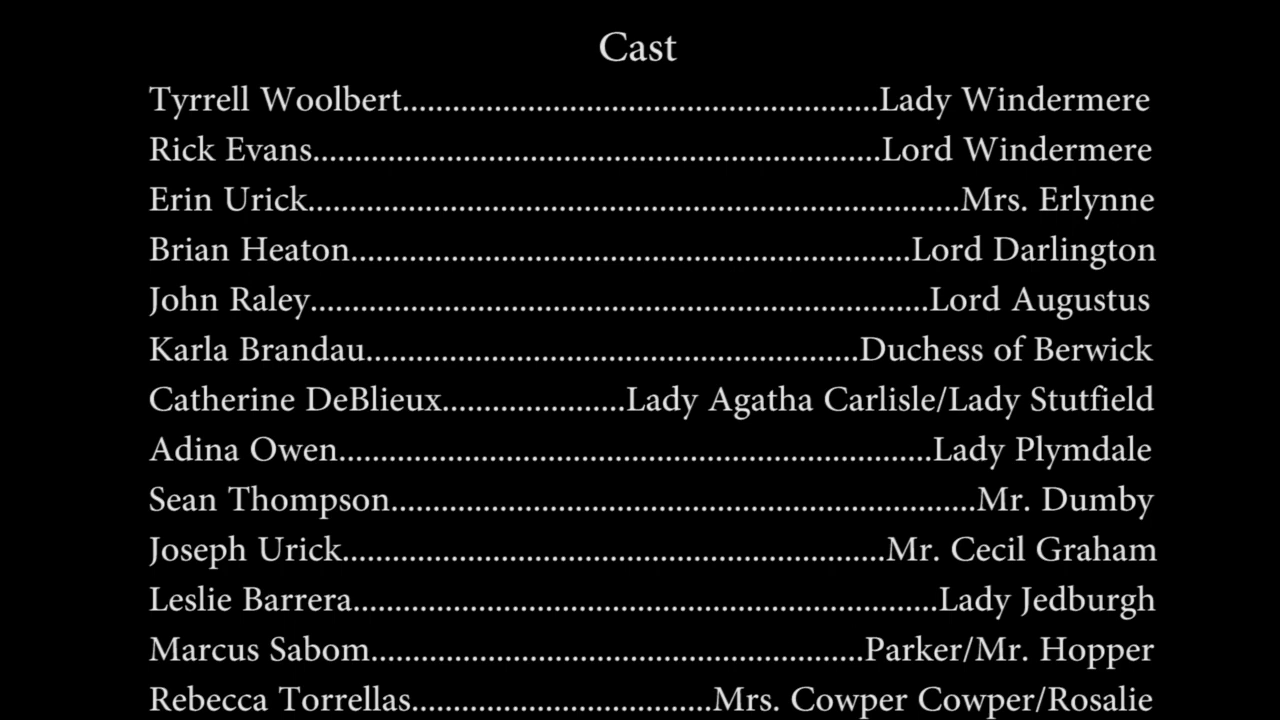 Cast
Tyrrell Woolbert........................................................Lady Windermere
Rick Evans...................................................................Lord Windermere
Erin Urick.............................................................................Mrs. Erlynne
Brian Heaton..................................................................Lord Darlington
John Raley.........................................................................Lord Augustus
Karla Brandau..........................................................Duchess of Berwick
Catherine DeBlieux.....................Lady Agatha Carlisle/Lady Stutfield
Adina Owen......................................................................Lady Plymdale
Sean Thompson.....................................................................Mr. Dumby
Joseph Urick................................................................Mr. Cecil Graham
Leslie Barrera.....................................................................Lady Jedburgh
Marcus Sabom..........................................................Parker/Mr. Hopper
Rebecca Torrellas...................................Mrs. Cowper Cowper/Rosalie